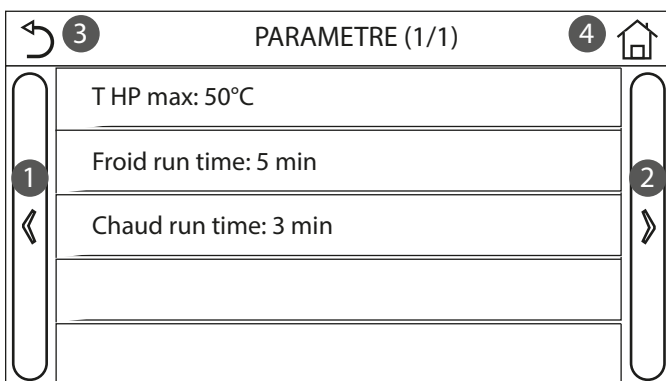 3 PARAMETRE (1/1) 4
T HP max: 50°C
1 Froid run time: 5 min 2
Chaud run time: 3 min